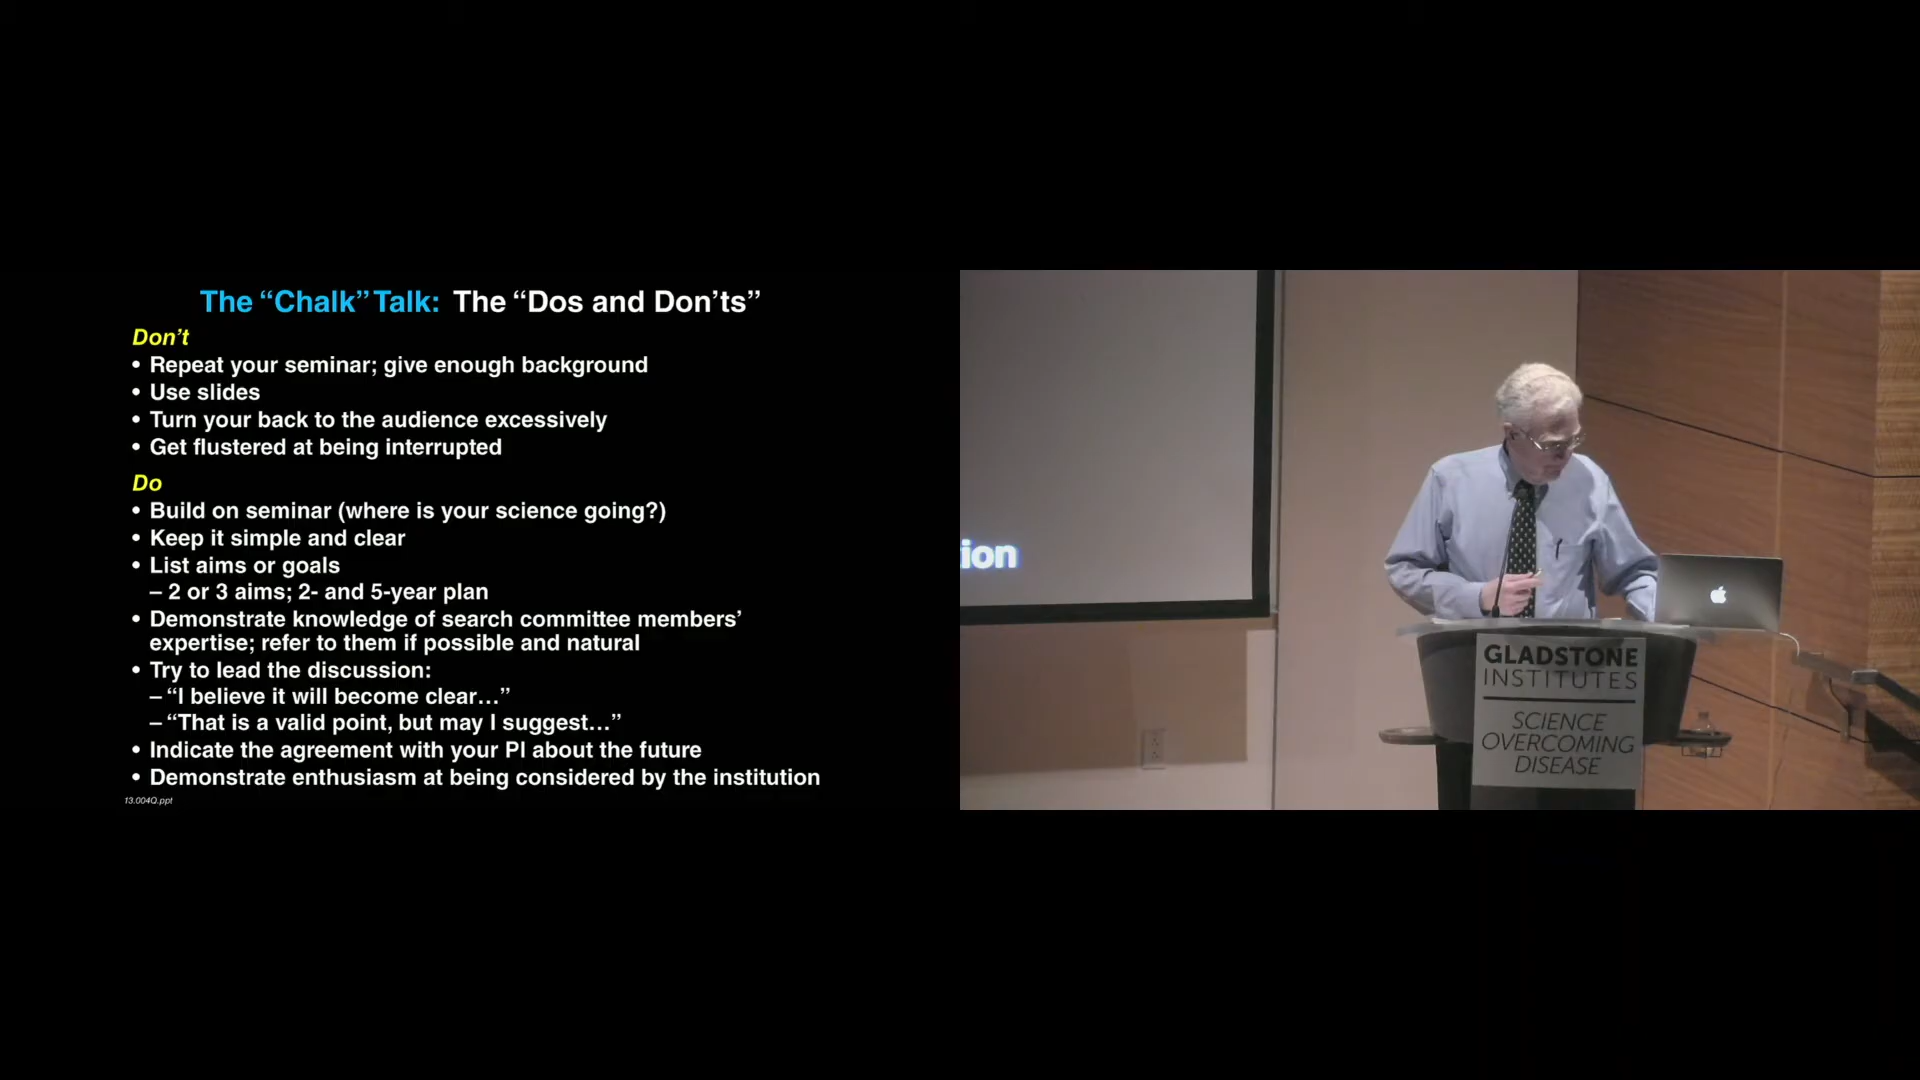 The “Chalk” Talk: The “Dos and Don’ts”
Don’t
• Repeat your seminar; give enough background
• Use slides
• Turn your back to the audience excessively
• Get flustered at being interrupted
Do
• Build on seminar (where is your science going?)
• Keep it simple and clear
• List aims or goals
– 2 or 3 aims; 2- and 5-year plan
• Demonstrate knowledge of search committee members’
expertise; refer to them if possible and natural
• Try to lead the discussion:
– “I believe it will become clear…”
– “That is a valid point, but may I suggest…”
• Indicate the agreement with your PI about the future
• Demonstrate enthusiasm at being considered by the institution
13.004Q.ppt
ion
GLADSTONE
INSTITUTES
SCIENCE
OVERCOMING
DISEASE